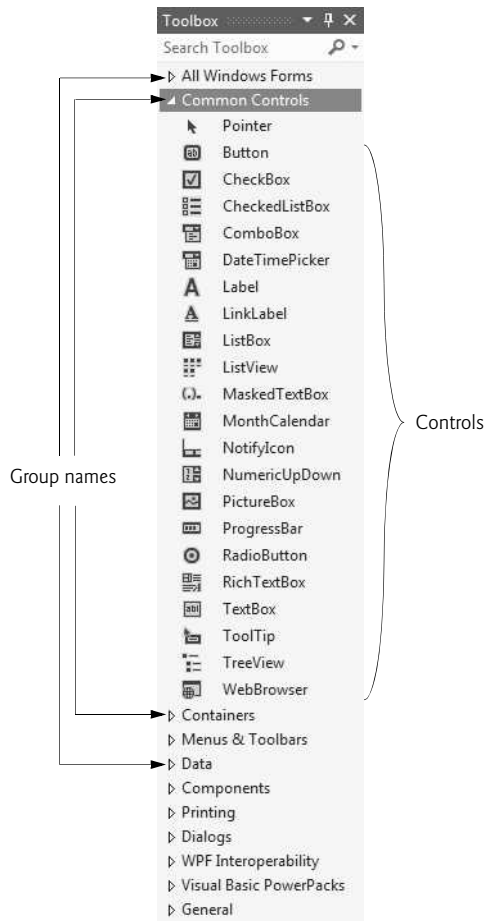 Toolbox
Search Toolbox
All Windows Forms
Common Controls
Pointer
Button
CheckBox
CheckedListBox
ComboBox
DateTimePicker
Label
LinkLabel
ListBox
ListView
MaskedTextBox
MonthCalendar
NotifyIcon
NumericUpDown
PictureBox
ProgressBar
RadioButton
RichTextBox
TextBox
ToolTip
TreeView
WebBrowser
Containers
Menus & Toolbars
Data
Components
Printing
Dialogs
WPF Interoperability
Visual Basic PowerPacks
General
Group names
Controls